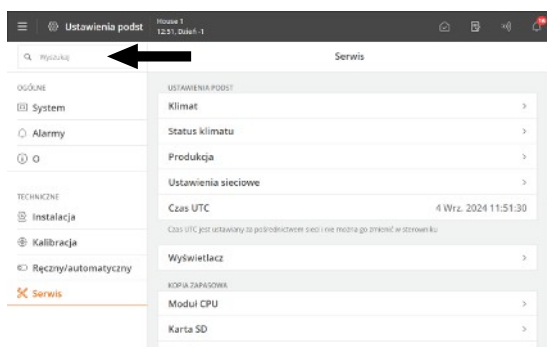 Ustawienia podst
House 1
12:51, Dzień -1
Wyszukaj
Serwis
OGÓLNE
System
Alarmy
O
TECHNICZNE
Instalacja
Kalibracja
Ręczny/automatyczny
Serwis
USTAWIENIA PODST
Klimat
Status klimatu
Produkcja
Ustawienia sieciowe
Czas UTC 4 Wrz. 2024 11:51:30
Czas UTC jest ustawiany za pośrednictwem sieci i nie można go zmienić w sterowniku
Wyświetlacz
KOPIA ZAPASOWA
Moduł CPU
Karta SD